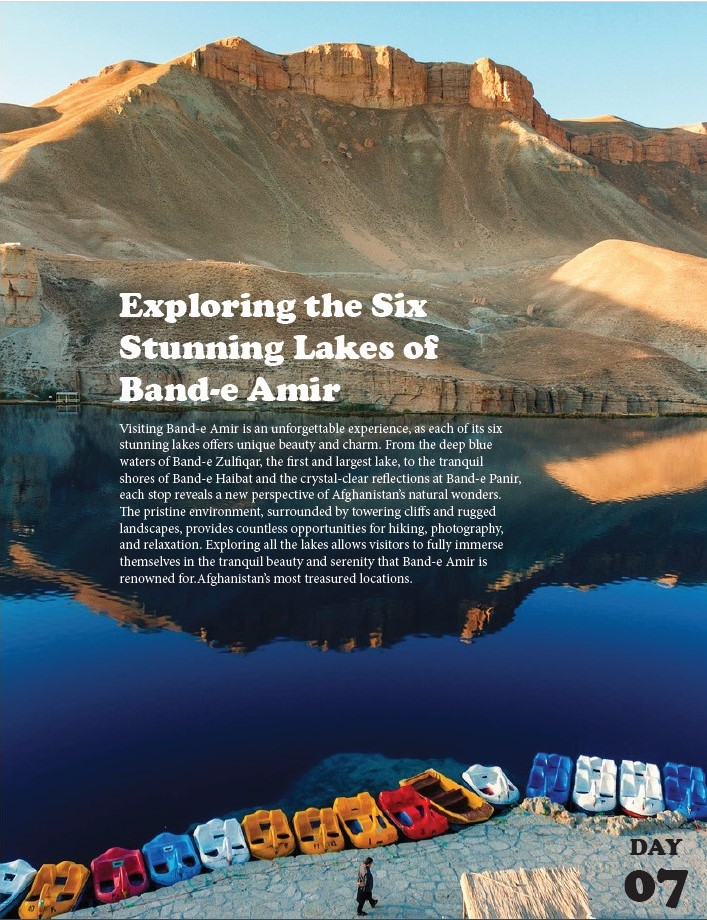 Exploring the Six
Stunning Lakes of
Band-e Amir
Visiting Band-e Amir is an unforgettable experience, as each of its six
stunning lakes offers unique beauty and charm. From the deep blue
waters of Band-e Zulfiqar, the first and largest lake, to the tranquil
shores of Band-e Haibat and the crystal-clear reflections at Band-e Panir,
each stop reveals a new perspective of Afghanistan's natural wonders.
The pristine environment, surrounded by towering cliffs and rugged
landscapes, provides countless opportunities for hiking, photography,
and relaxation. Exploring all the lakes allows visitors to fully immerse
themselves in the tranquil beauty and serenity that Band-e Amir is
renowned for.Afghanistan's most treasured locations.
DAY
07